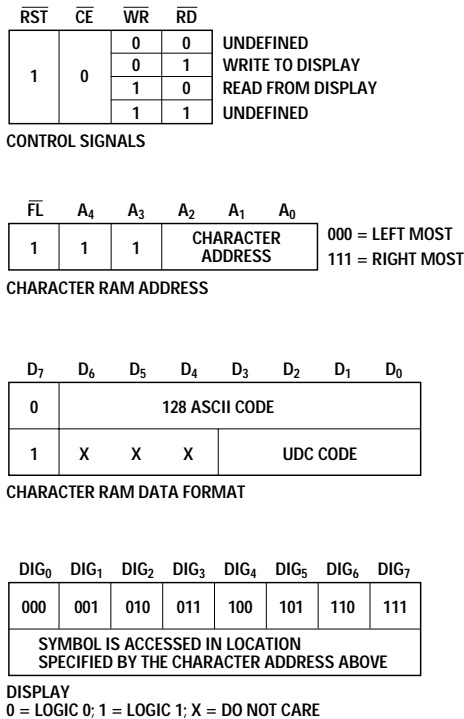 RST CE WR RD
0 0 UNDEFINED
0 1 WRITE TO DISPLAY
1 0 1 0 READ FROM DISPLAY
1 1 UNDEFINED
CONTROL SIGNALS
FL A4 A3 A2 A1 A0
1 1 1 CHARACTER ADDRESS
000 = LEFT MOST
111 = RIGHT MOST
CHARACTER RAM ADDRESS
D7 D6 D5 D4 D3 D2 D1 D0
0 128 ASCII CODE
1 X X X UDC CODE
CHARACTER RAM DATA FORMAT
DIG0 DIG1 DIG2 DIG3 DIG4 DIG5 DIG6 DIG7
000 001 010 011 100 101 110 111
SYMBOL IS ACCESSED IN LOCATION
SPECIFIED BY THE CHARACTER ADDRESS ABOVE
DISPLAY
0 = LOGIC 0; 1 = LOGIC 1; X = DO NOT CARE